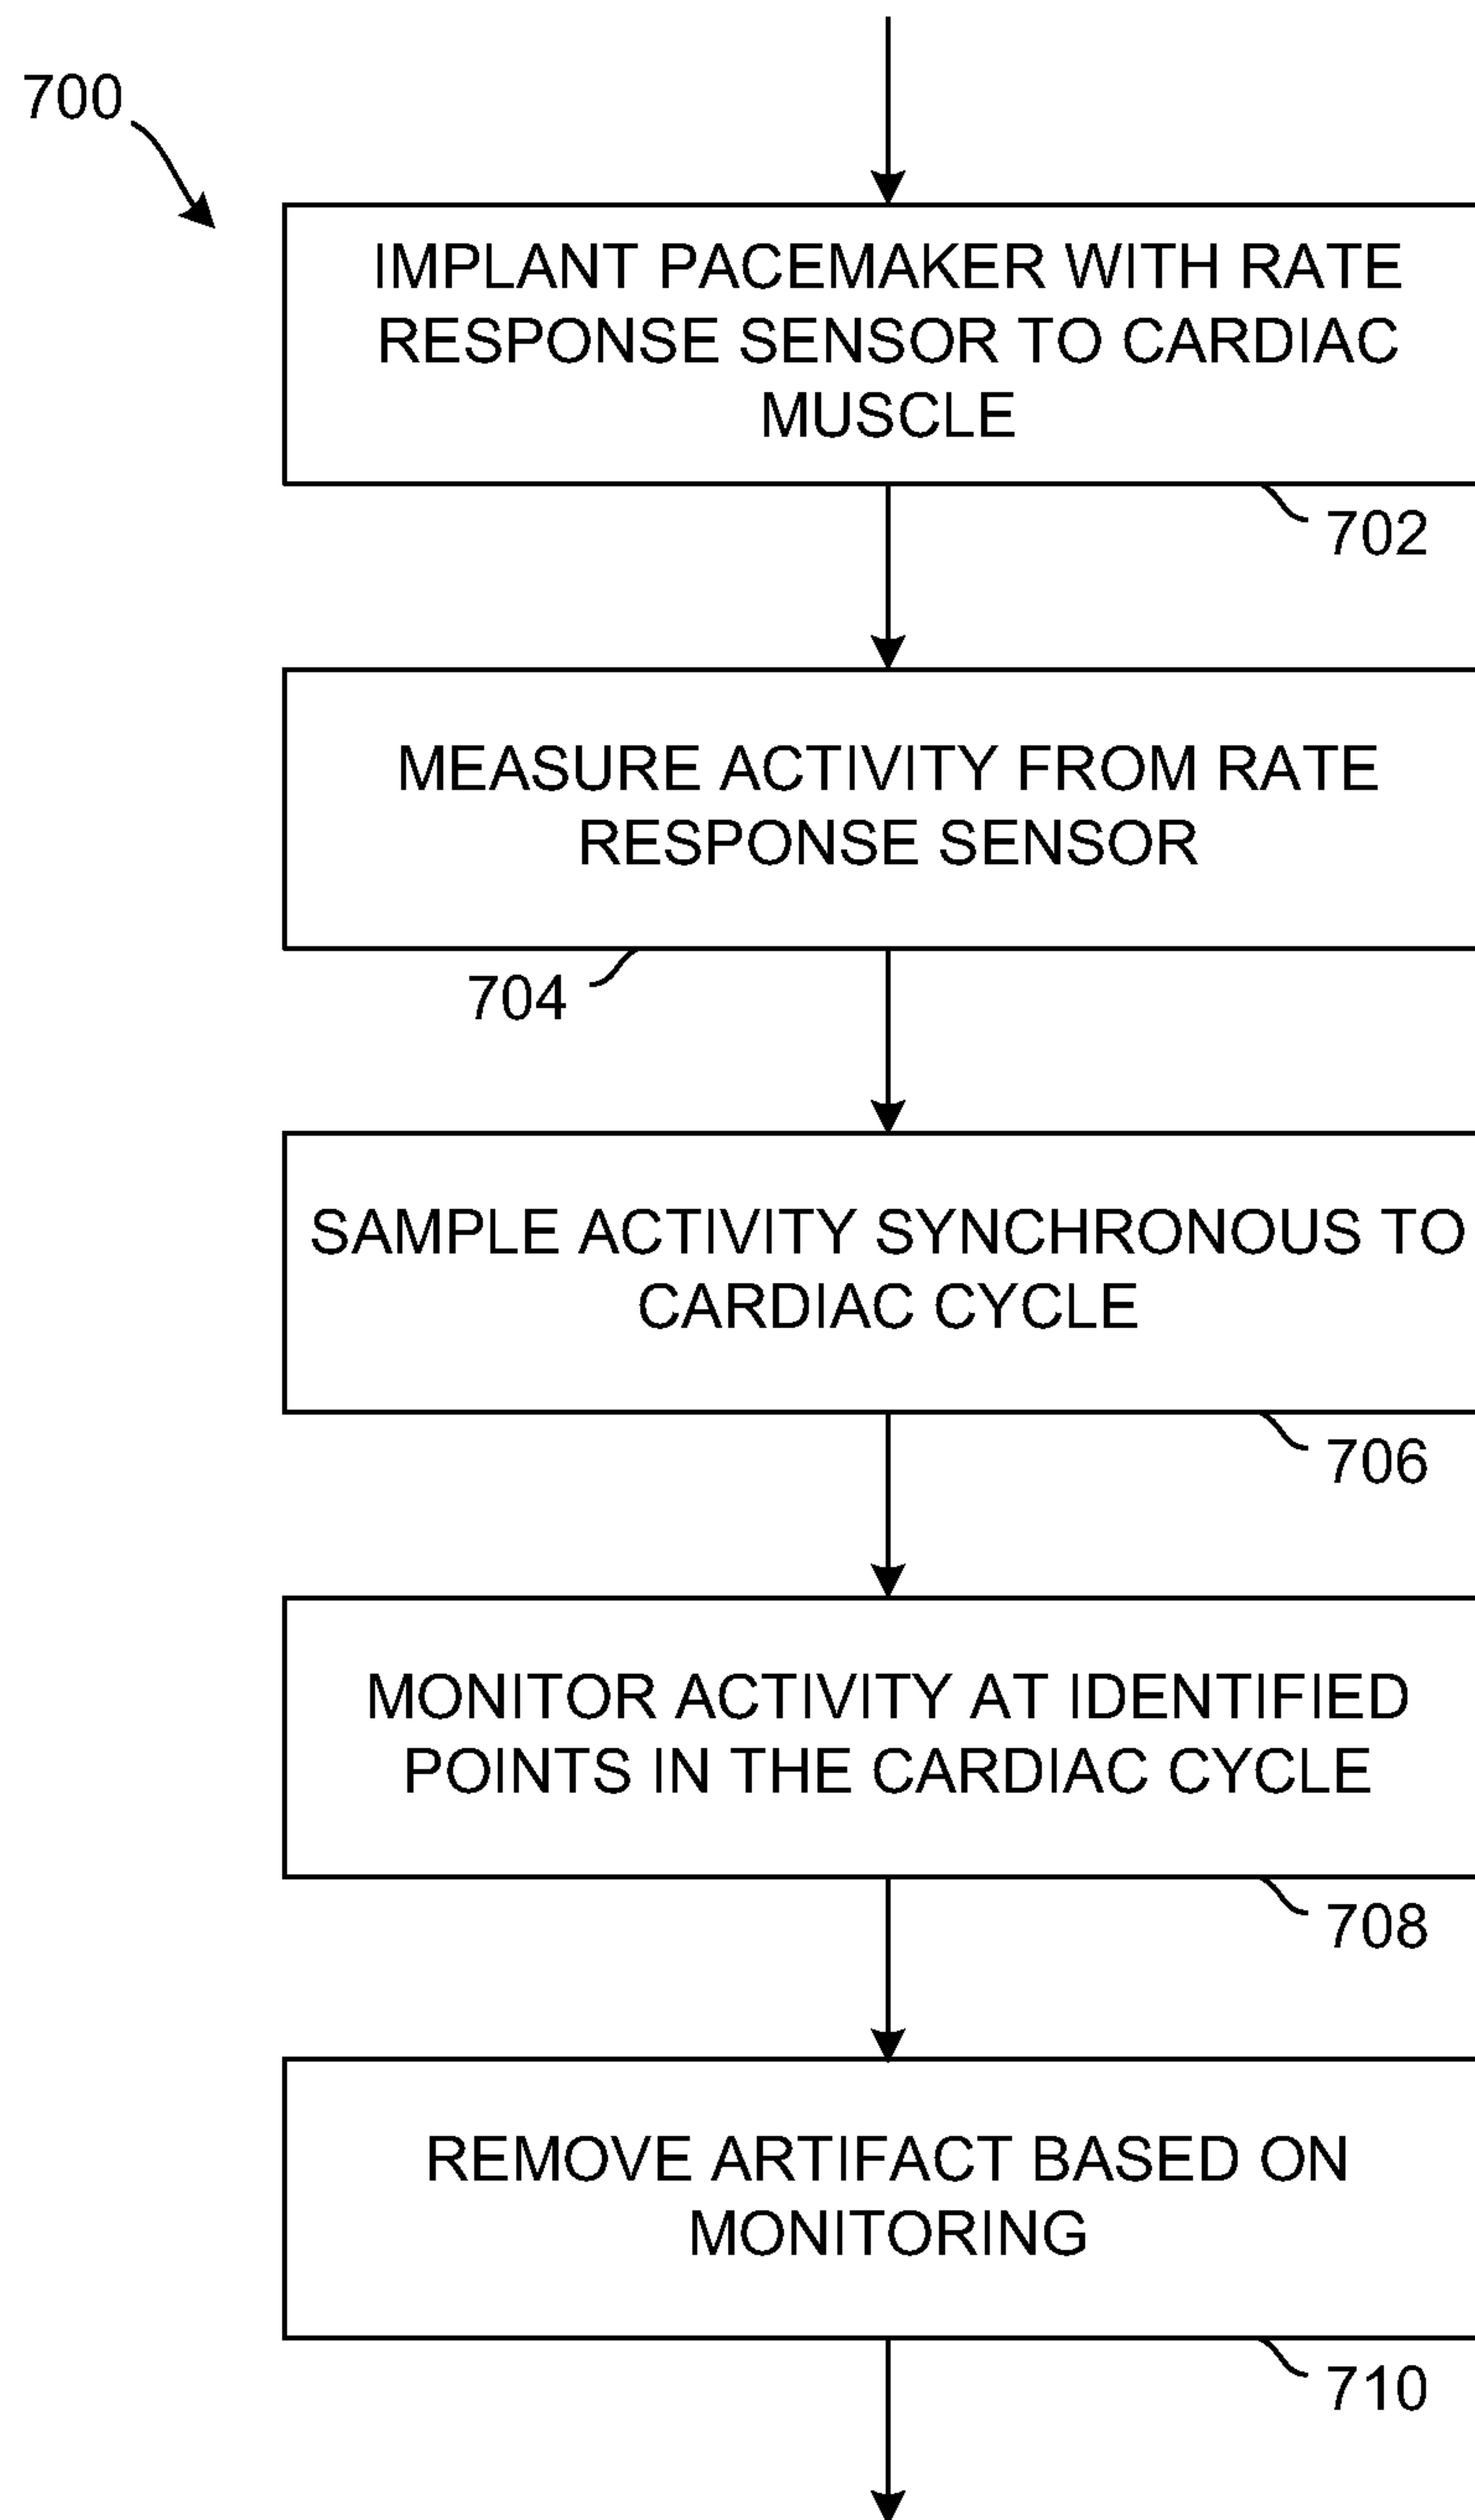 700
IMPLANT PACEMAKER WITH RATE
RESPONSE SENSOR TO CARDIAC
MUSCLE
702
MEASURE ACTIVITY FROM RATE
RESPONSE SENSOR
704
SAMPLE ACTIVITY SYNCHRONOUS TO
CARDIAC CYCLE
706
MONITOR ACTIVITY AT IDENTIFIED
POINTS IN THE CARDIAC CYCLE
708
REMOVE ARTIFACT BASED ON
MONITORING
710